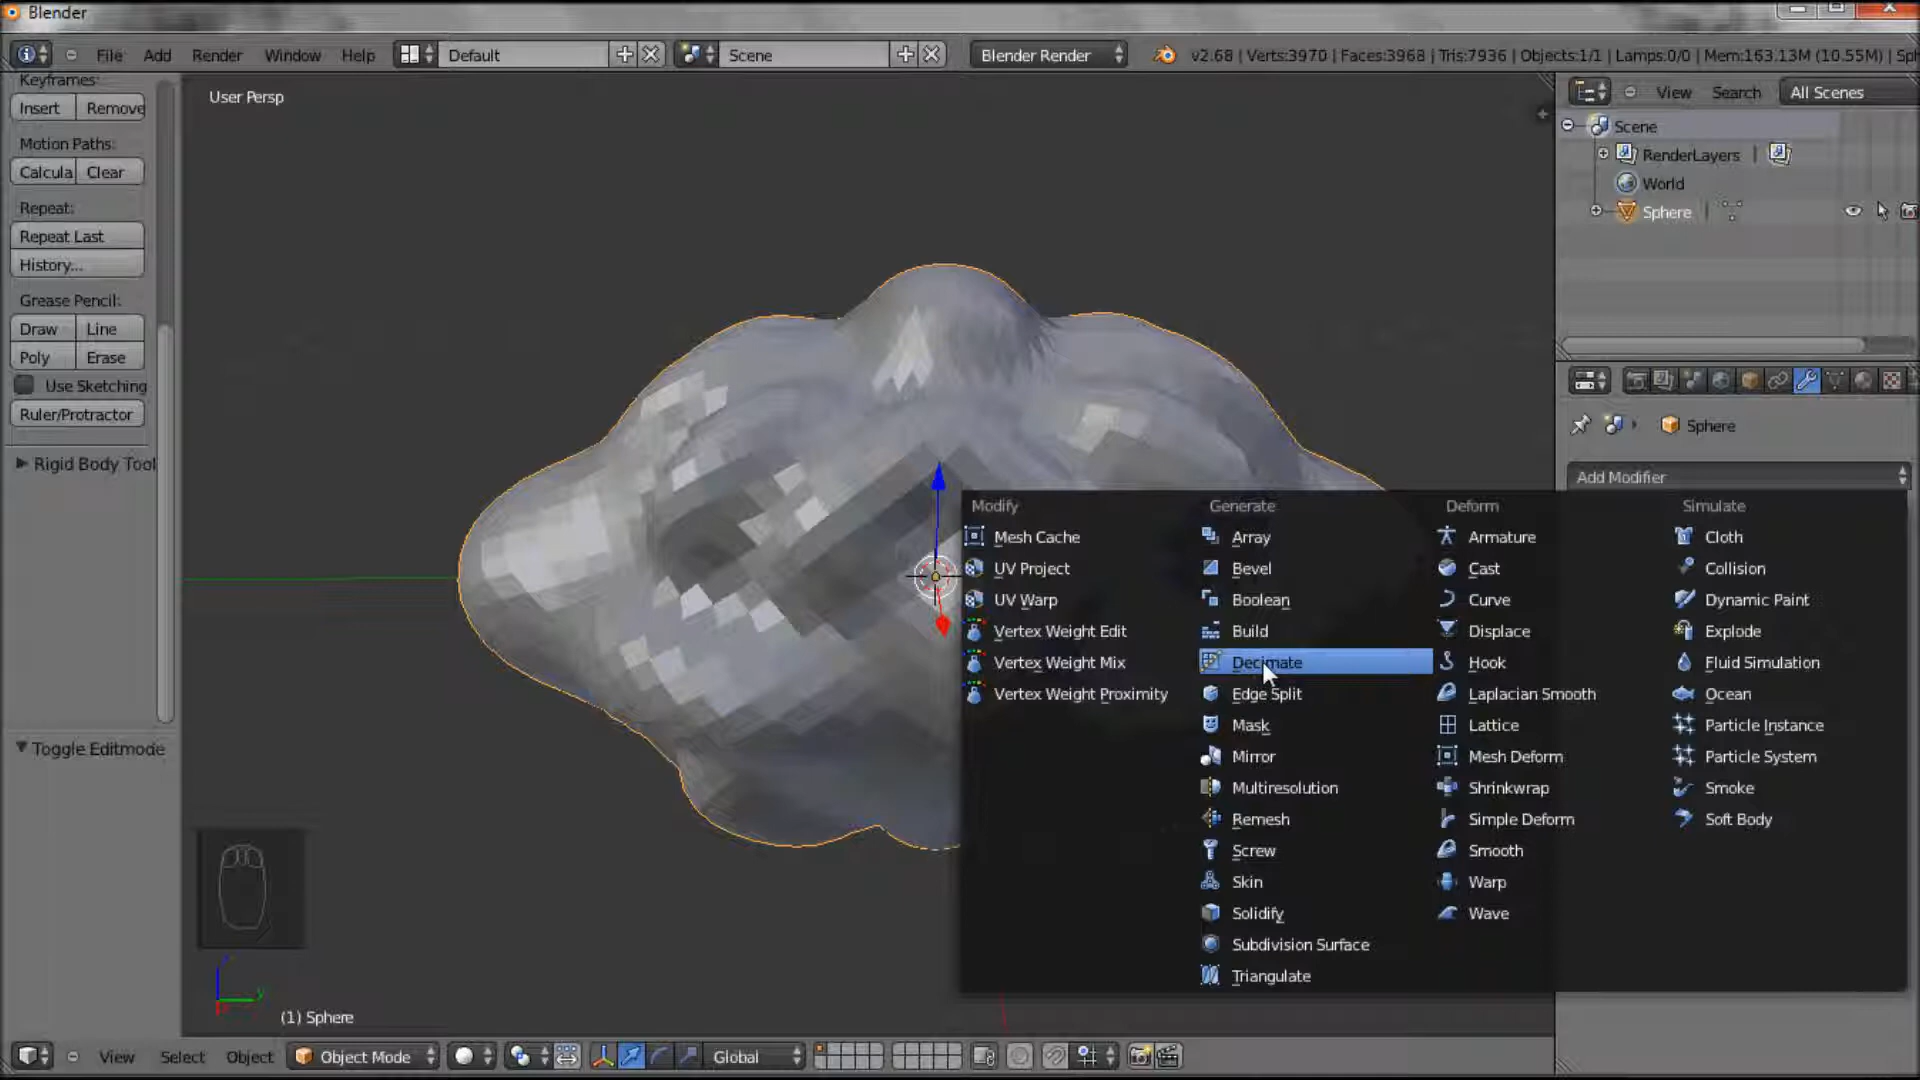 Blender
File Add Render Window Help Default Scene Blender Render v2.68 | Verts:3970 | Faces:3968 | Tris:7936 | Objects:1/1 | Lamps:0/0 | Mem:163.13M (10.55M) | Sph
Keyframes:
Insert Remove
Motion Paths:
Calcula Clear
Repeat:
Repeat Last
History...
Grease Pencil:
Draw Line
Poly Erase
Use Sketching
Ruler/Protractor
Rigid Body Tool
Toggle Editmode
User Persp
(1) Sphere
View Search All Scenes
Scene
RenderLayers |
World
Sphere |
Sphere
Add Modifier
Modify
Mesh Cache
UV Project
UV Warp
Vertex Weight Edit
Vertex Weight Mix
Vertex Weight Proximity
Generate
Array
Bevel
Boolean
Build
Decimate
Edge Split
Mask
Mirror
Multiresolution
Remesh
Screw
Skin
Solidify
Subdivision Surface
Triangulate
Deform
Armature
Cast
Curve
Displace
Hook
Laplacian Smooth
Lattice
Mesh Deform
Shrinkwrap
Simple Deform
Smooth
Warp
Wave
Simulate
Cloth
Collision
Dynamic Paint
Explode
Fluid Simulation
Ocean
Particle Instance
Particle System
Smoke
Soft Body
View Select Object Object Mode Global